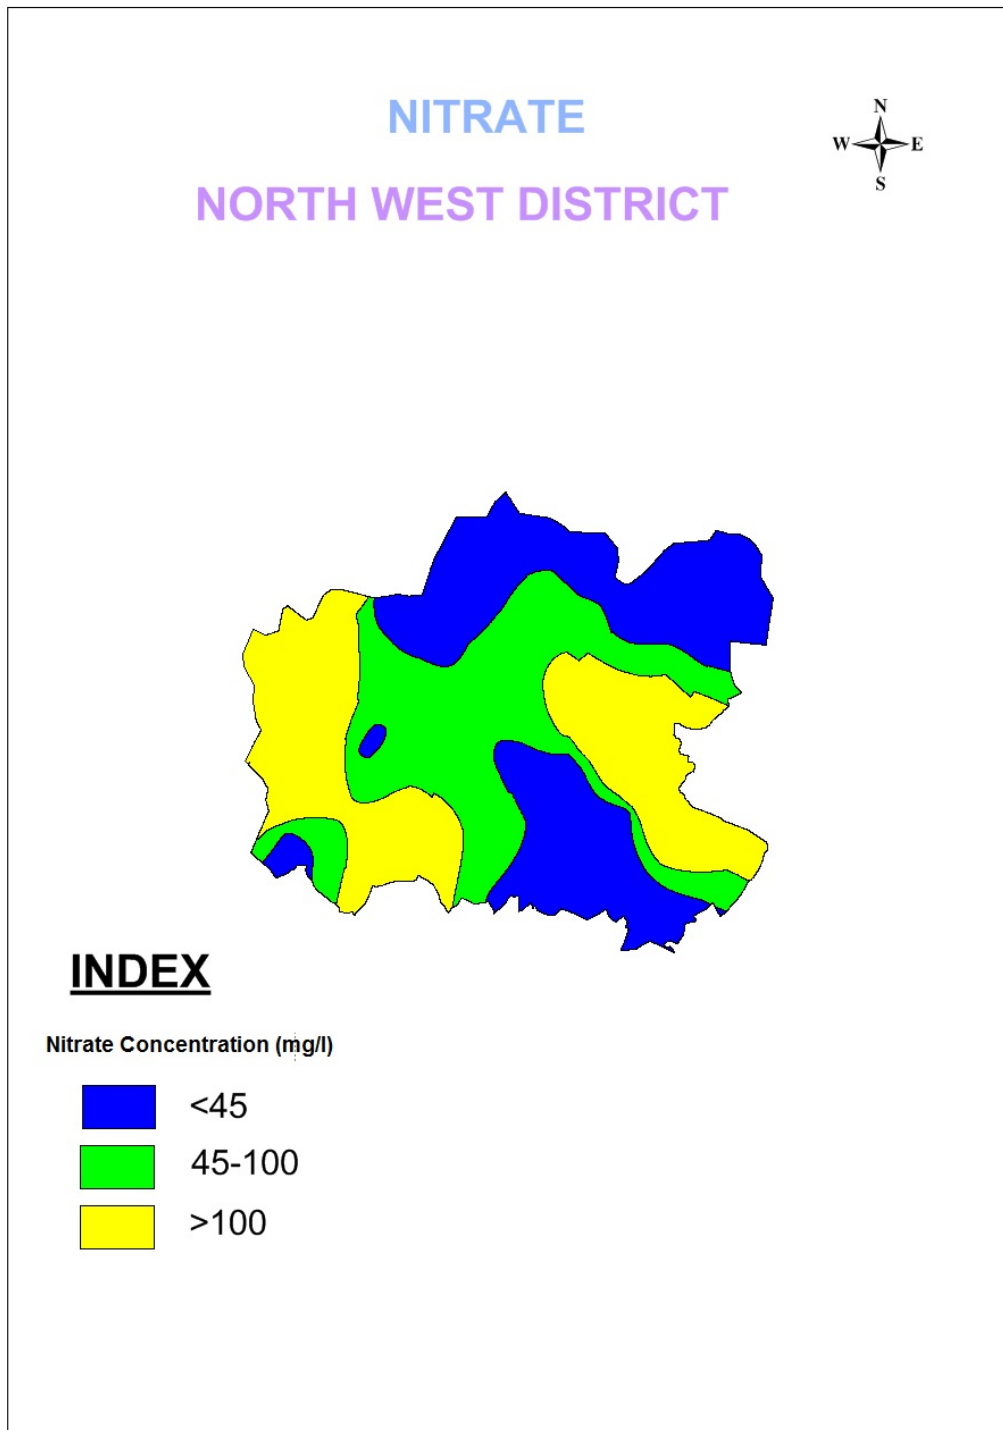 NITRATE
NORTH WEST DISTRICT
N
W E
S
INDEX
Nitrate Concentration (mg/l)
<45
45-100
>100